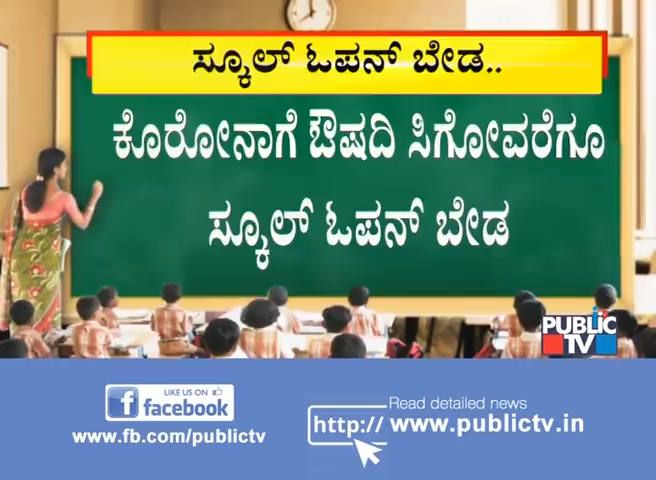 ಸ್ಕೂಲ್ ಓಪನ್ ಬೇಡ..
ಕೊರೋನಾಗೆ ಔಷದಿ ಸಿಗೋವರೆಗೂ
ಸ್ಕೂಲ್ ಓಪನ್ ಬೇಡ
PUBLIC
TV
LIKE US ON
facebook
www.fb.com/publictv
Read detailed news
http:// www.publictv.in